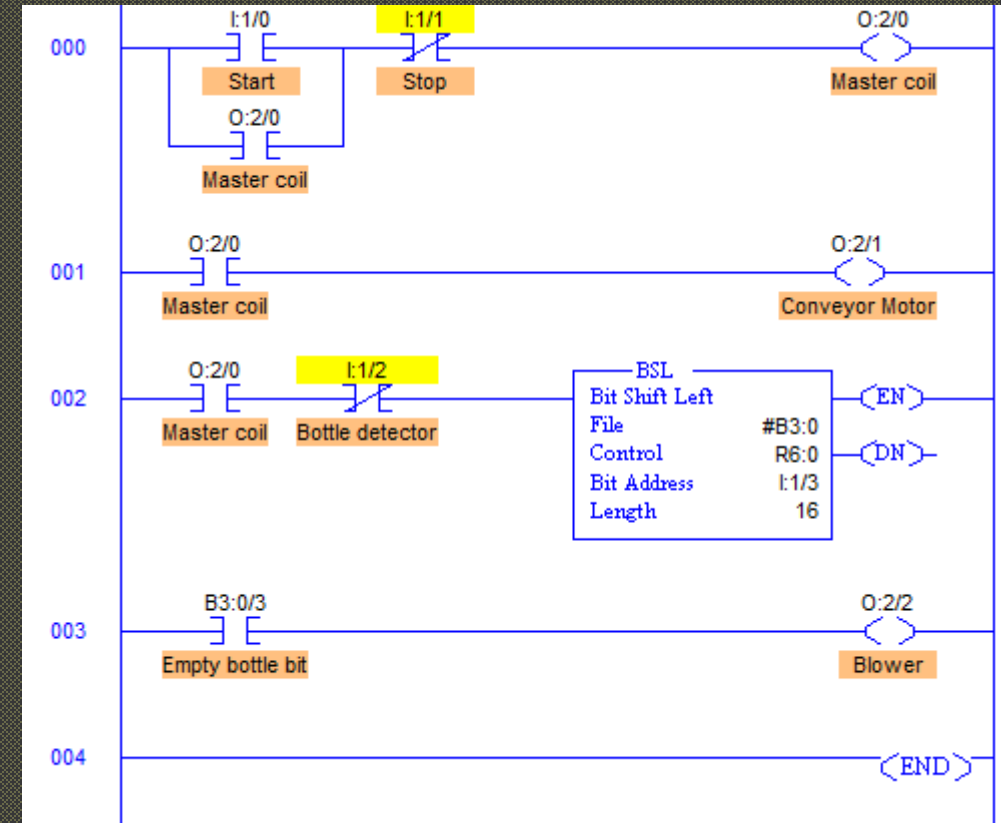 I:1/0 I:1/1 O:2/0
000
Start Stop Master coil
O:2/0
Master coil
O:2/0 O:2/1
001
Master coil Conveyor Motor
O:2/0 I:1/2 BSL
002 Bit Shift Left EN
File #B3:0
Master coil Bottle detector
Control R6:0 DN
Bit Address I:1/3
Length 16
B3:0/3 O:2/2
003
Empty bottle bit Blower
004
END